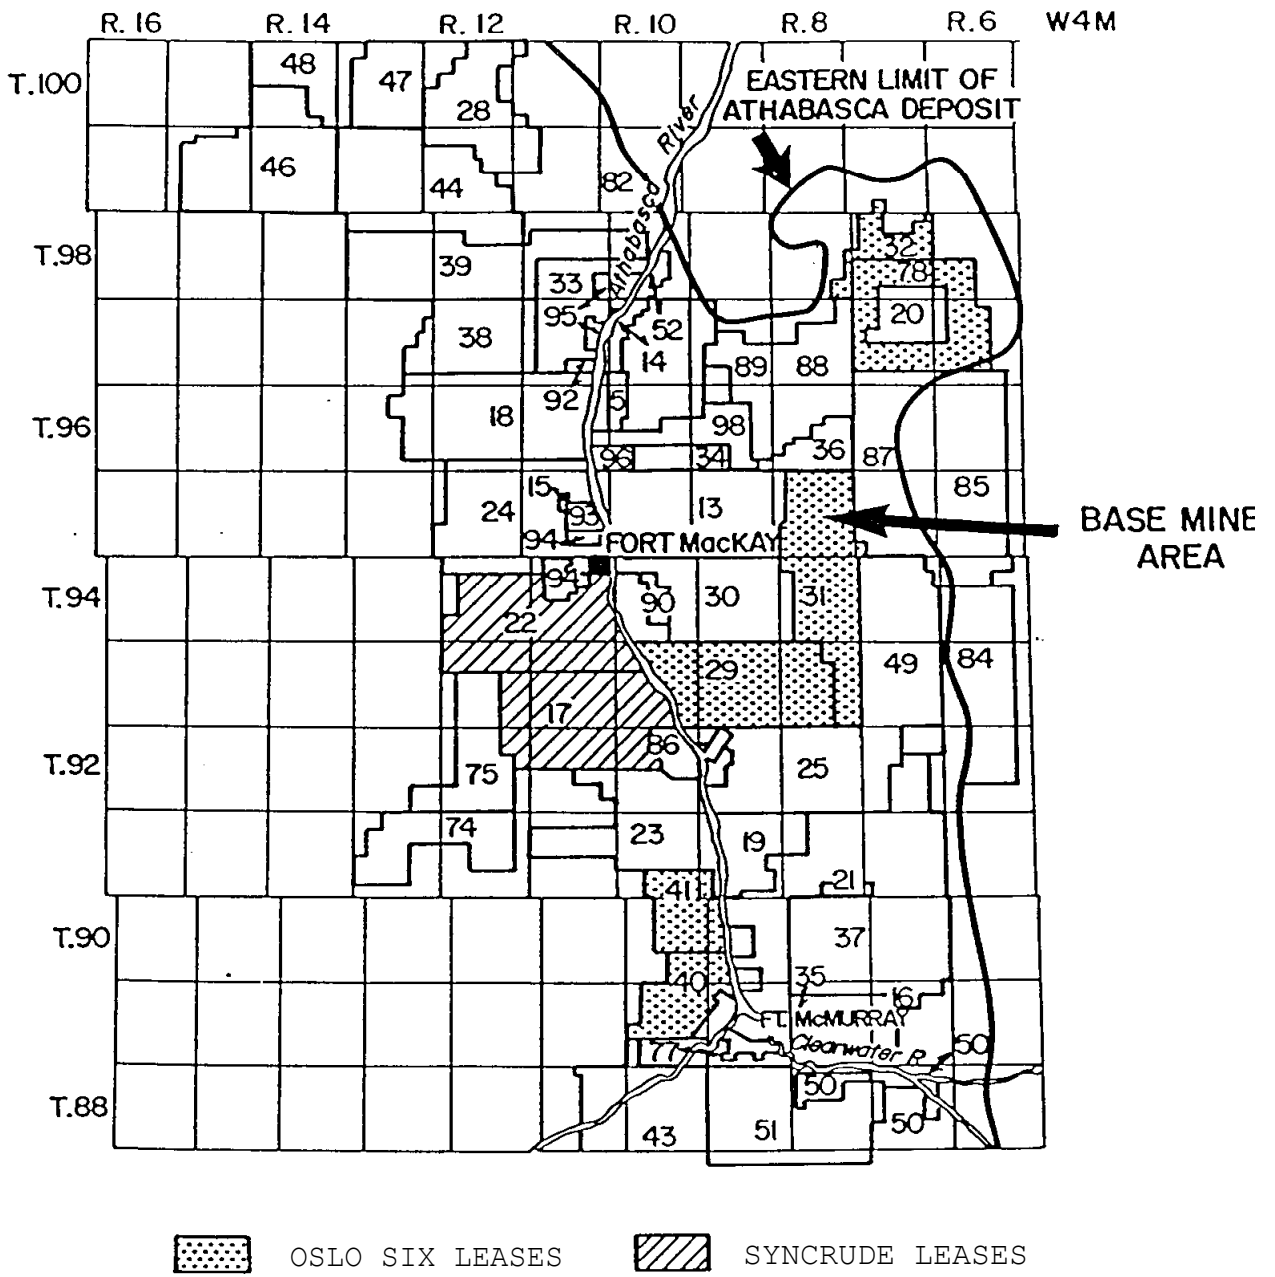 R. 16 R. 14 R. 12 R. 10 R. 8 R. 6 W4M
T.100
48 47 28
EASTERN LIMIT OF
ATHABASCA DEPOSIT
River
46 44 82
Athabasca
T.98
39 33 32
78
95 52 20
38 14 89 88
92 5
T.96
18 98 36 87
96 34
85
15
24 93 13
94 FORT MacKAY
BASE MINE
AREA
94
T.94
22 90 30 31
29 49 84
17
86
T.92
75 25
74 23 19
41 21
T.90
37
40 35 16
FT. McMURRAY
77 Clearwater R. 50
T.88
50
43 51 50
OSLO SIX LEASES SYNCRUDE LEASES